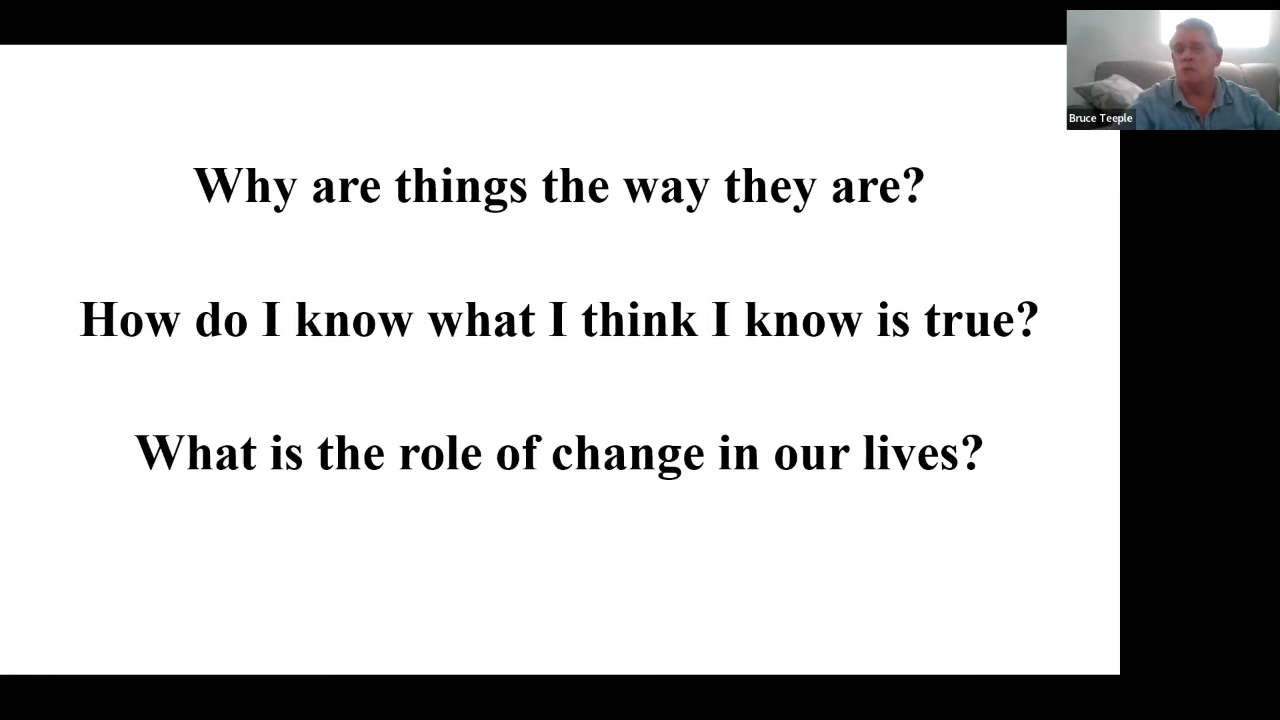 Bruce Teeple
Why are things the way they are?
How do I know what I think I know is true?
What is the role of change in our lives?